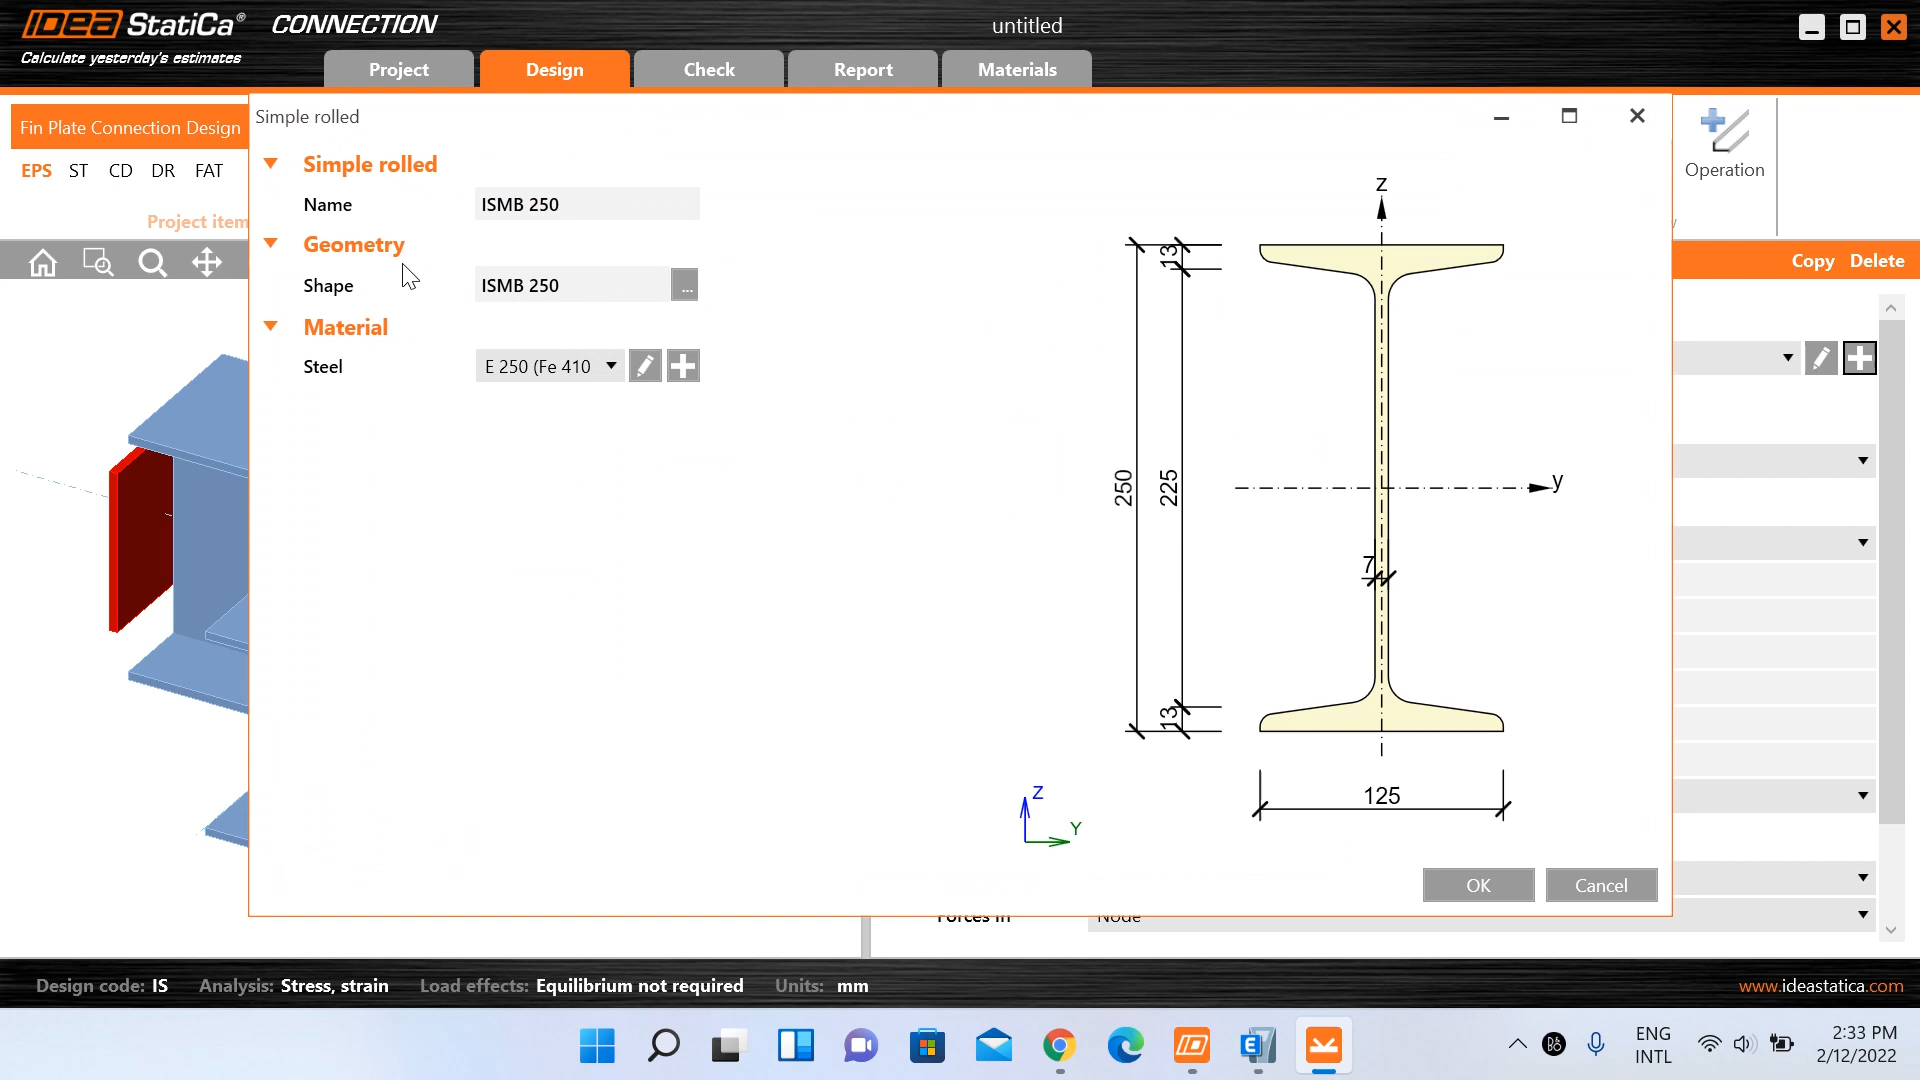 IDEA StatiCa® CONNECTION
Calculate yesterday's estimates
untitled
Project
Design
Check
Report
Materials
Fin Plate Connection Design
EPS ST CD DR FAT
Project item
Operation
Copy Delete
Simple rolled
Simple rolled
Name ISMB 250
Geometry
Shape ISMB 250 ...
Material
Steel E 250 (Fe 410
z
y
13
250
225
7
13
125
Z
Y
OK
Cancel
Forces in Node
Design code: IS Analysis: Stress, strain Load effects: Equilibrium not required Units: mm
www.ideastatica.com
ENG
INTL
2:33 PM
2/12/2022